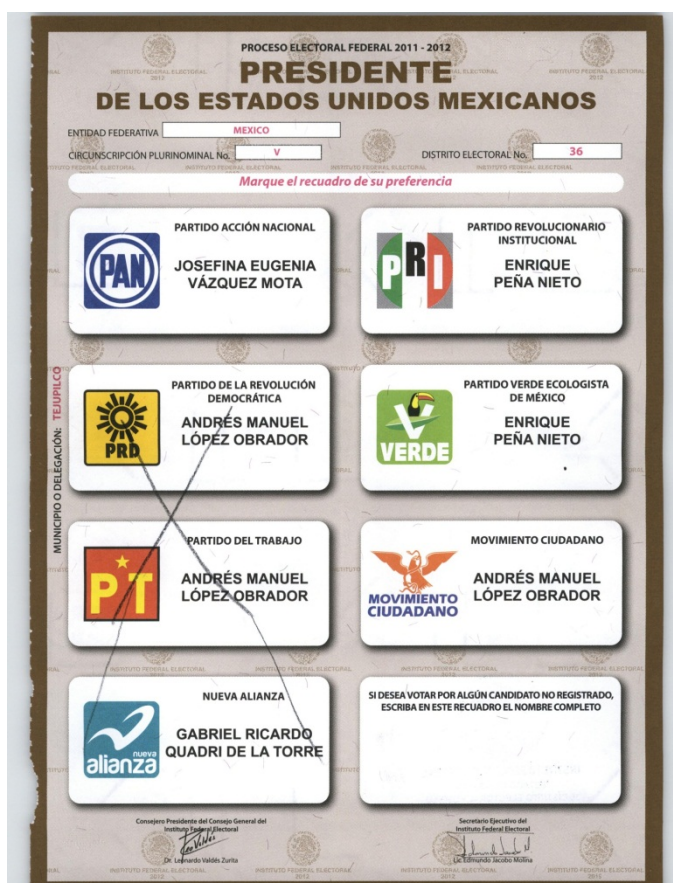 PROCESO ELECTORAL FEDERAL 2011 - 2012
PRESIDENTE
DE LOS ESTADOS UNIDOS MEXICANOS
ENTIDAD FEDERATIVA MEXICO
CIRCUNSCRIPCIÓN PLURINOMINAL No. V
DISTRITO ELECTORAL No. 36
Marque el recuadro de su preferencia
MUNICIPIO O DELEGACIÓN: TEJUPILCO
PAN
PARTIDO ACCIÓN NACIONAL
JOSEFINA EUGENIA
VÁZQUEZ MOTA
PRI
PARTIDO REVOLUCIONARIO
INSTITUCIONAL
ENRIQUE
PEÑA NIETO
PRD
PARTIDO DE LA REVOLUCIÓN
DEMOCRÁTICA
ANDRÉS MANUEL
LÓPEZ OBRADOR
VERDE
PARTIDO VERDE ECOLOGISTA
DE MÉXICO
ENRIQUE
PEÑA NIETO
PT
PARTIDO DEL TRABAJO
ANDRÉS MANUEL
LÓPEZ OBRADOR
MOVIMIENTO
CIUDADANO
MOVIMIENTO CIUDADANO
ANDRÉS MANUEL
LÓPEZ OBRADOR
nueva
alianza
NUEVA ALIANZA
GABRIEL RICARDO
QUADRI DE LA TORRE
SI DESEA VOTAR POR ALGÚN CANDIDATO NO REGISTRADO,
ESCRIBA EN ESTE RECUADRO EL NOMBRE COMPLETO
Consejero Presidente del Consejo General del
Instituto Federal Electoral
Dr. Leonardo Valdés Zurita
Secretario Ejecutivo del
Instituto Federal Electoral
Lic. Edmundo Jacobo Molina
INSTITUTO FEDERAL ELECTORAL
2012